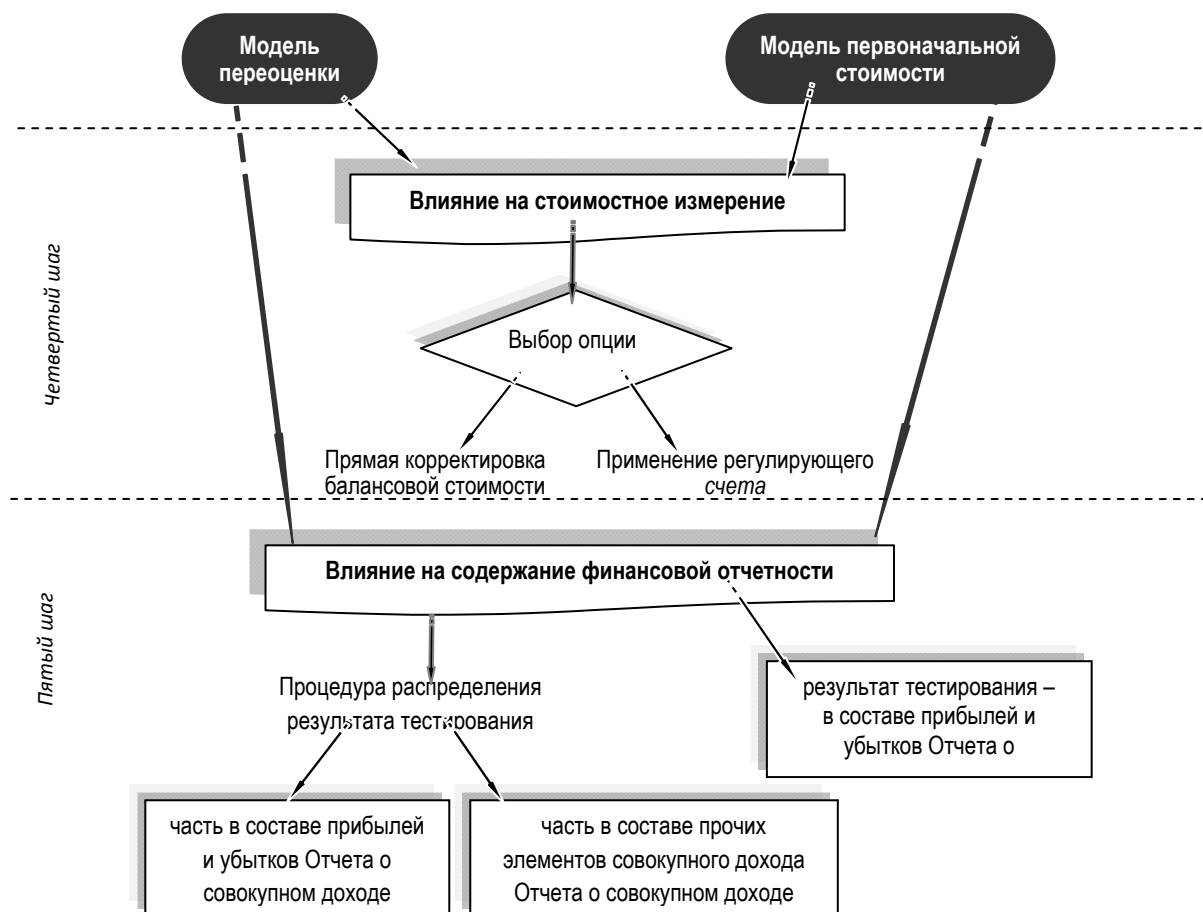 Модель
переоценки
Модель первоначальной
стоимости
Четвертый шаг
Влияние на стоимостное измерение
Выбор опции
Прямая корректировка
балансовой стоимости
Применение регулирующего
счета
Пятый шаг
Влияние на содержание финансовой отчетности
Процедура распределения
результата тестирования
результат тестирования –
в составе прибылей и
убытков Отчета о
часть в составе прибылей
и убытков Отчета о
совокупном доходе
часть в составе прочих
элементов совокупного дохода
Отчета о совокупном доходе